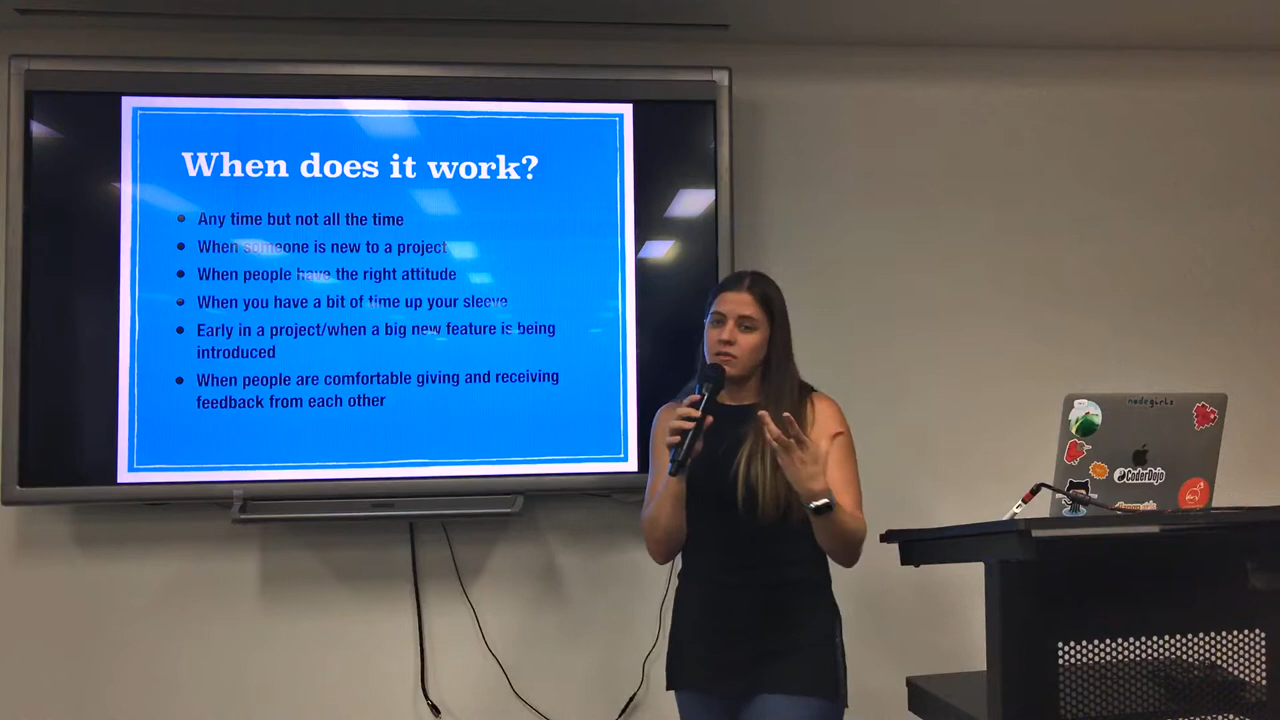 When does it work?
Any time but not all the time
When someone is new to a project
When people have the right attitude
When you have a bit of time up your sleeve
Early in a project/when a big new feature is being
introduced
When people are comfortable giving and receiving
feedback from each other
nodegirls
CoderDojo